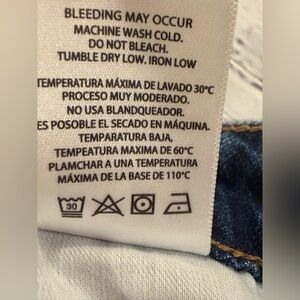 BLEEDING MAY OCCUR
MACHINE WASH COLD.
DO NOT BLEACH.
TUMBLE DRY LOW. IRON LOW
TEMPERATURA MÁXIMA DE LAVADO 30°C
PROCESO MUY MODERADO.
NO USA BLANQUEADOR.
ES POSIBLE EL SECADO EN MÁQUINA.
TEMPARATURA BAJA,
TEMPEATURA MAXIMA DE 60°C
PLANCHAR A UNA TEMPERATURA
MÁXIMA DE LA BASE DE 110°C
30